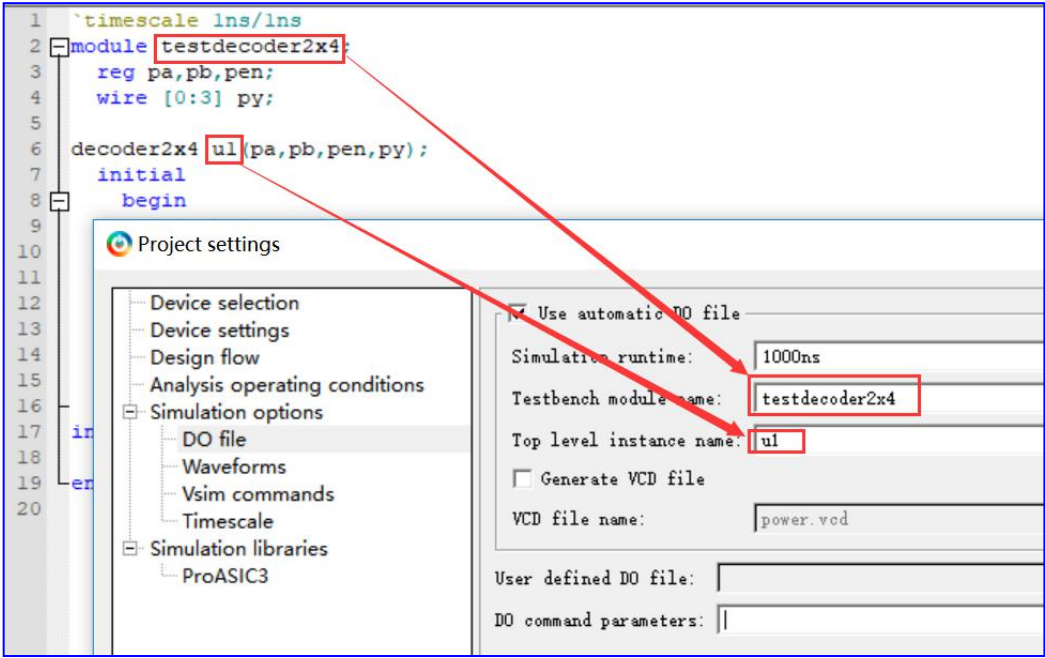 1 `timescale 1ns/1ns
2 module testdecoder2x4;
3 reg pa,pb,pen;
4 wire [0:3] py;
5
6 decoder2x4 u1(pa,pb,pen,py);
7 initial
8 begin
9
10
11
12
13
14
15
16
17 in
18
19 en
20
Project settings
Device selection
Device settings
Design flow
Analysis operating conditions
Simulation options
DO file
Waveforms
Vsim commands
Timescale
Simulation libraries
ProASIC3
Use automatic DO file
Simulation runtime: 1000ns
Testbench module name: testdecoder2x4
Top level instance name: u1
Generate VCD file
VCD file name: power.vcd
User defined DO file:
DO command parameters: